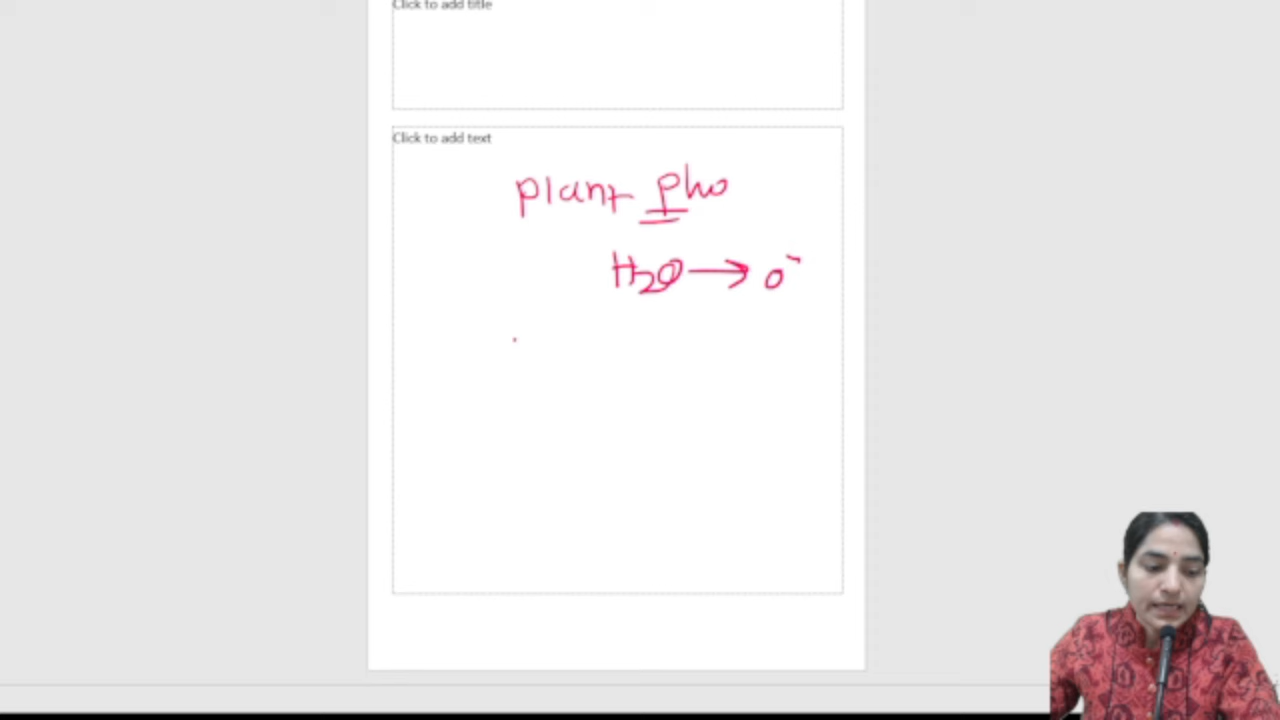 Click to add title
Click to add text
plant pho
H2O → O